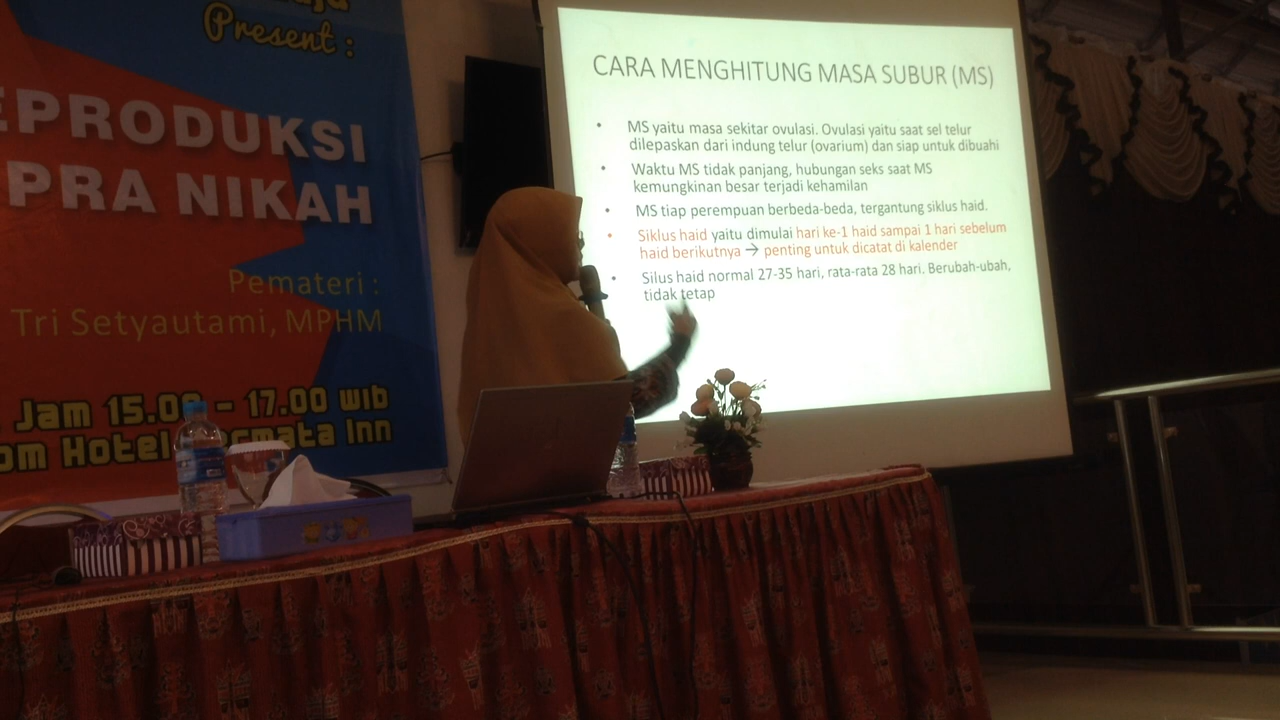 Present :
EPRODUKSI
PRA NIKAH
Pemateri :
Tri Setyautami, MPHM
Jam 15.00 - 17.00 WIB
om Hotel Permata Inn
CARA MENGHITUNG MASA SUBUR (MS)
• MS yaitu masa sekitar ovulasi. Ovulasi yaitu saat sel telur
dilepaskan dari indung telur (ovarium) dan siap untuk dibuahi
• Waktu MS tidak panjang, hubungan seks saat MS
kemungkinan besar terjadi kehamilan
• MS tiap perempuan berbeda-beda, tergantung siklus haid.
• Siklus haid yaitu dimulai hari ke-1 haid sampai 1 hari sebelum
haid berikutnya → penting untuk dicatat di kalender
• Silus haid normal 27-35 hari, rata-rata 28 hari. Berubah-ubah,
tidak tetap